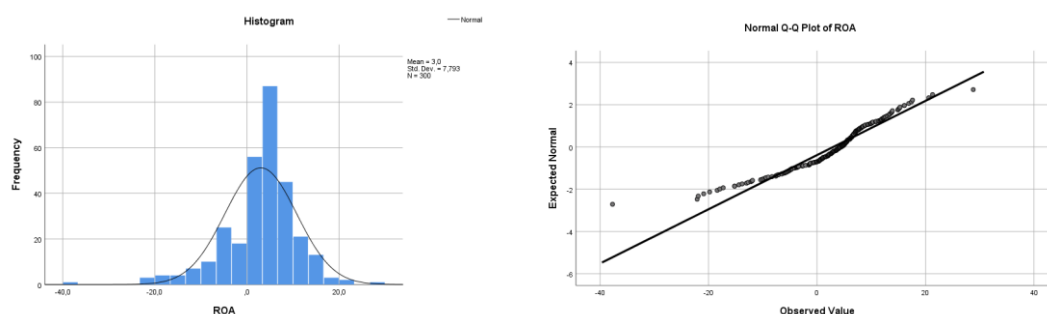 Histogram
Normal
Mean = 3,0
Std. Dev. = 7,793
N = 300
100
80
60
40
20
0
Frequency
-40,0 -20,0 ,0 20,0
ROA
Normal Q-Q Plot of ROA
4
2
0
-2
-4
-6
Expected Normal
-40 -20 0 20 40
Observed Value